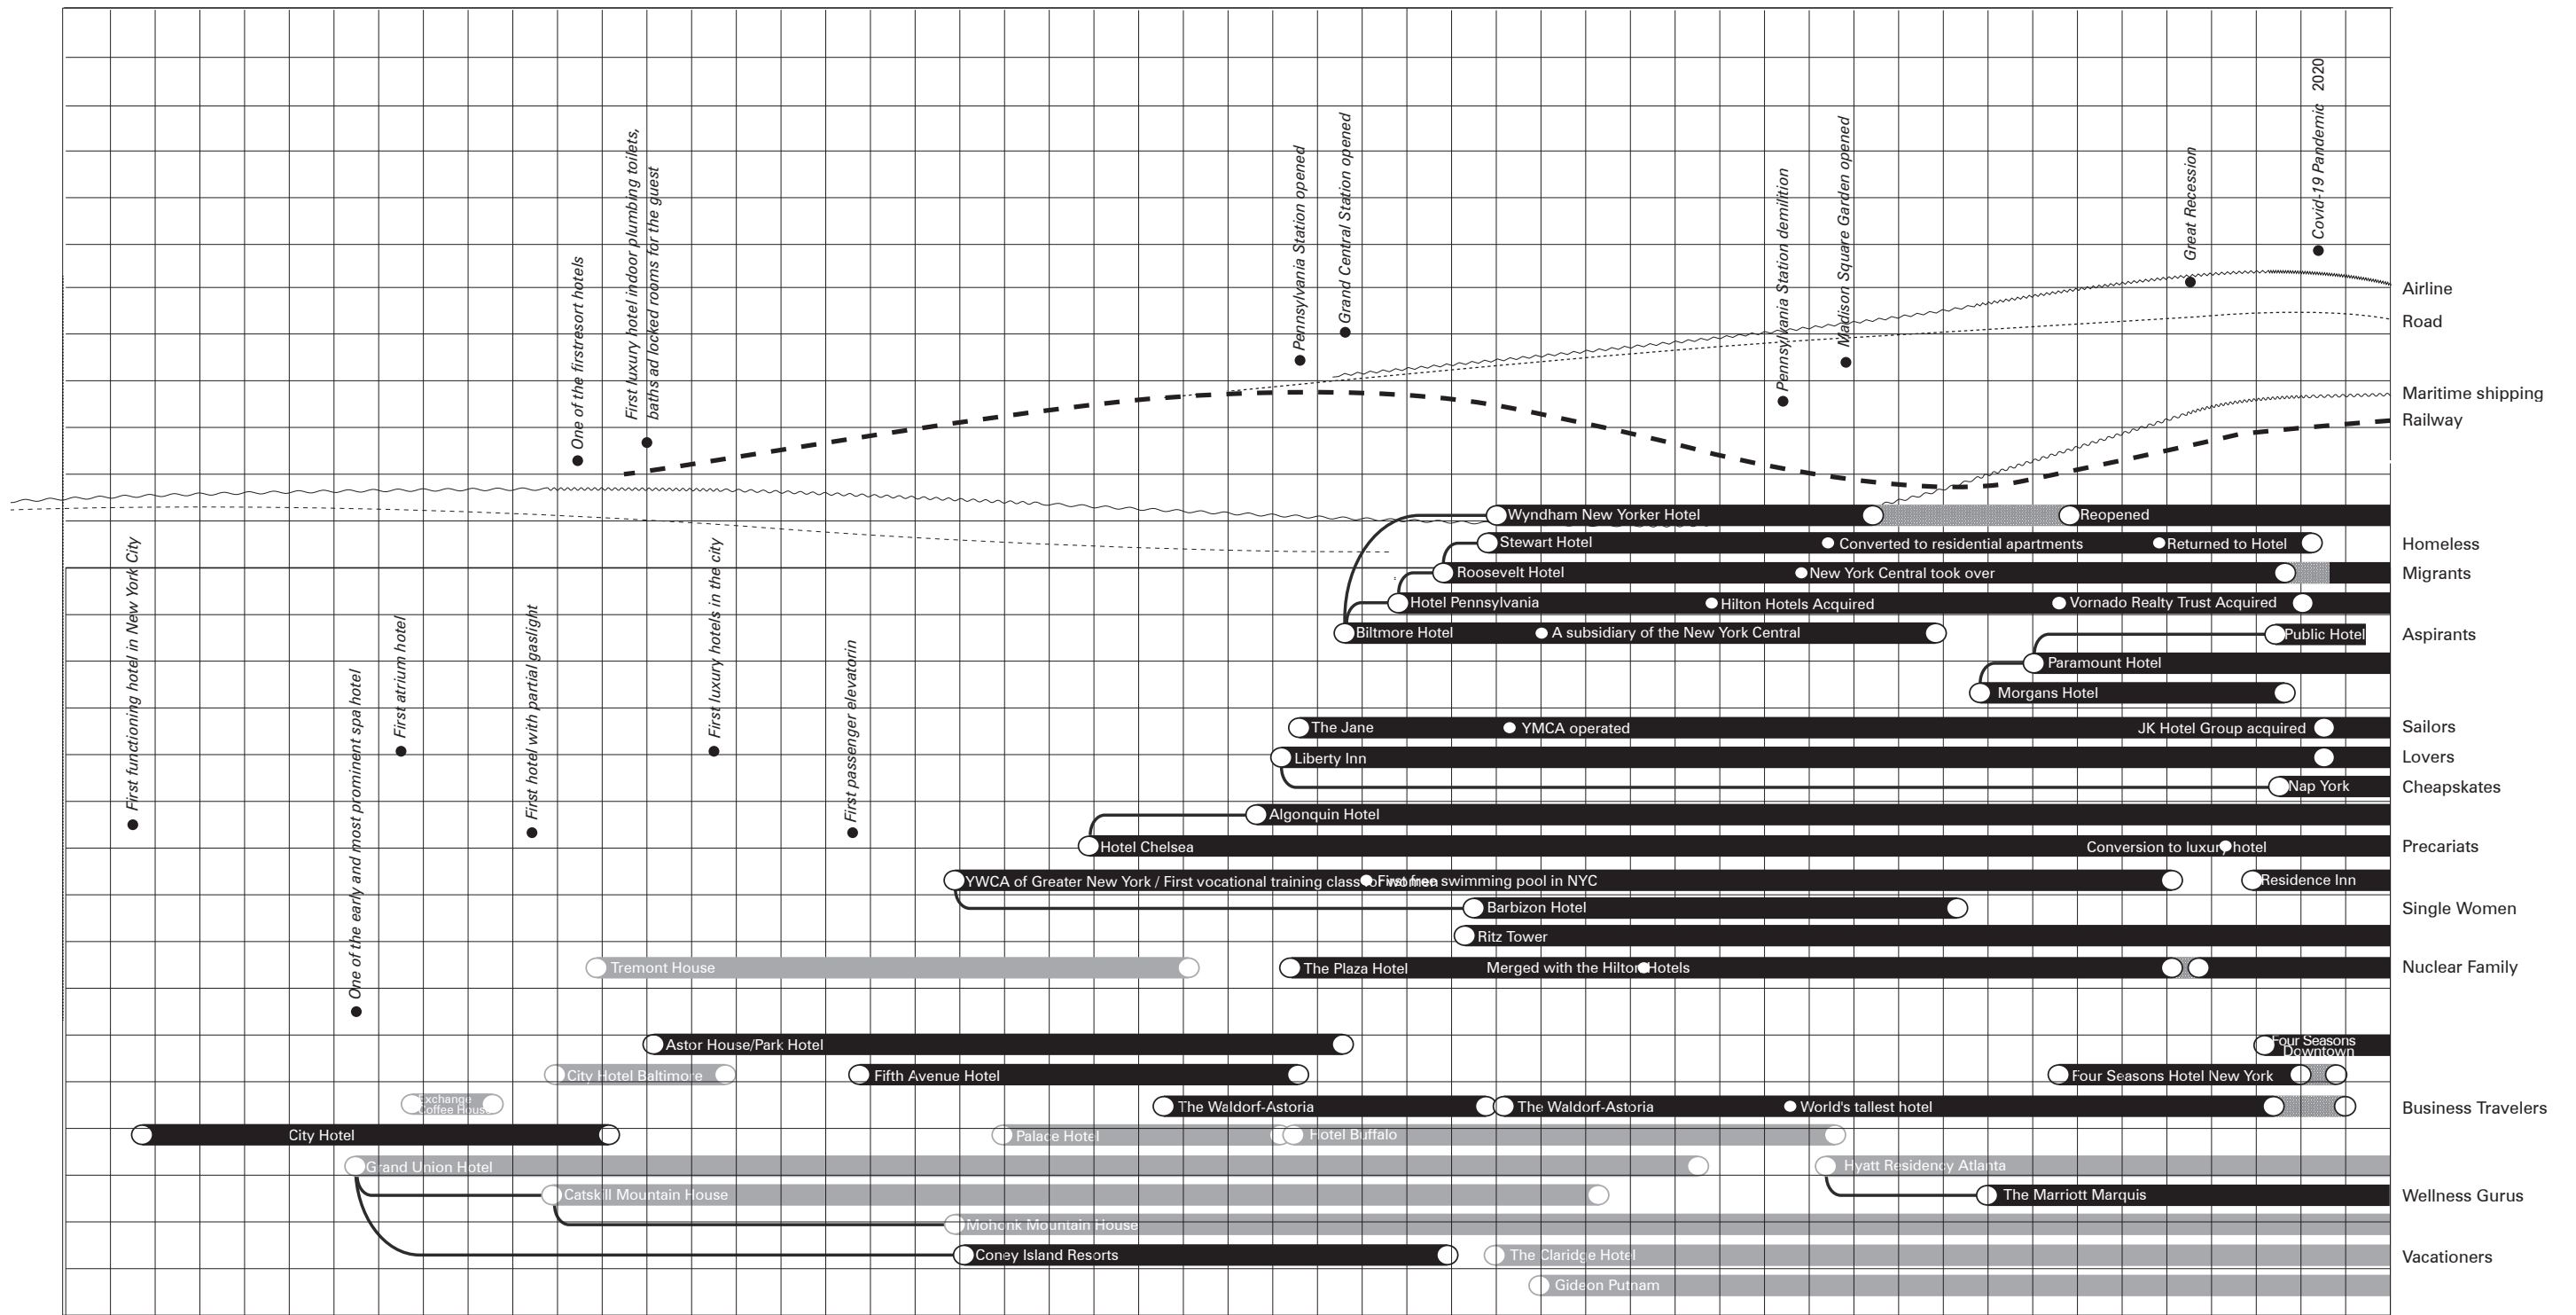 Covid-19 Pandemic 2020
Great Recession
Madison Square Garden opened
Pennsylvania Station demilition
Grand Central Station opened
Pennsylvania Station opened
First luxury hotel indoor plumbing toilets,
baths ad locked rooms for the guest
One of the firstresort hotels
Airline
Road
Maritime shipping
Railway
First functioning hotel in New York City
One of the early and most prominent spa hotel
First atrium hotel
First hotel with partial gaslight
First luxury hotels in the city
First passenger elevatorin
Wyndham New Yorker Hotel
Reopened
Stewart Hotel
Converted to residential apartments
Returned to Hotel
Homeless
Roosevelt Hotel
New York Central took over
Migrants
Hotel Pennsylvania
Hilton Hotels Acquired
Vornado Realty Trust Acquired
Biltmore Hotel
A subsidiary of the New York Central
Public Hotel
Aspirants
Paramount Hotel
Morgans Hotel
The Jane
YMCA operated
JK Hotel Group acquired
Sailors
Liberty Inn
Lovers
Nap York
Cheapskates
Algonquin Hotel
Hotel Chelsea
Conversion to luxury hotel
Precariats
YWCA of Greater New York / First vocational training class for women
First free swimming pool in NYC
Residence Inn
Barbizon Hotel
Single Women
Ritz Tower
Tremont House
The Plaza Hotel
Merged with the Hilton Hotels
Nuclear Family
Astor House/Park Hotel
Four Seasons
Downtown
City Hotel Baltimore
Fifth Avenue Hotel
Four Seasons Hotel New York
Exchange
Coffee House
The Waldorf-Astoria
The Waldorf-Astoria
World's tallest hotel
Business Travelers
City Hotel
Palace Hotel
Hotel Buffalo
Grand Union Hotel
Hyatt Residency Atlanta
Catskill Mountain House
The Marriott Marquis
Wellness Gurus
Mohonk Mountain House
Coney Island Resorts
The Claridge Hotel
Vacationers
Gideon Putnam